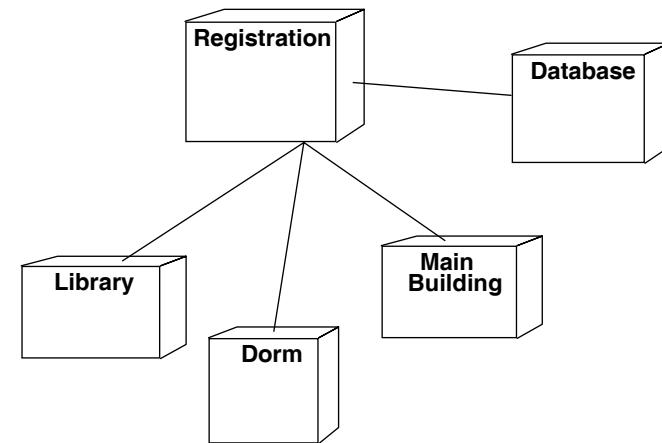 Registration
Database
Library
Main
Building
Dorm